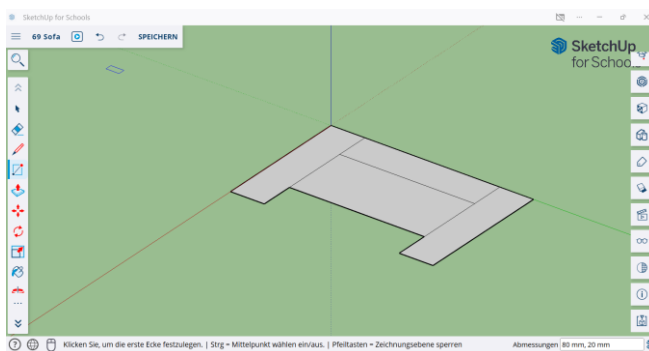 SketchUp for Schools
69 Sofa SPEICHERN
SketchUp
for Schoo
Klicken Sie, um die erste Ecke festzulegen. | Strg = Mittelpunkt wählen ein/aus. | Pfeiltasten = Zeichnungsebene sperren Abmessungen 80 mm, 20 mm